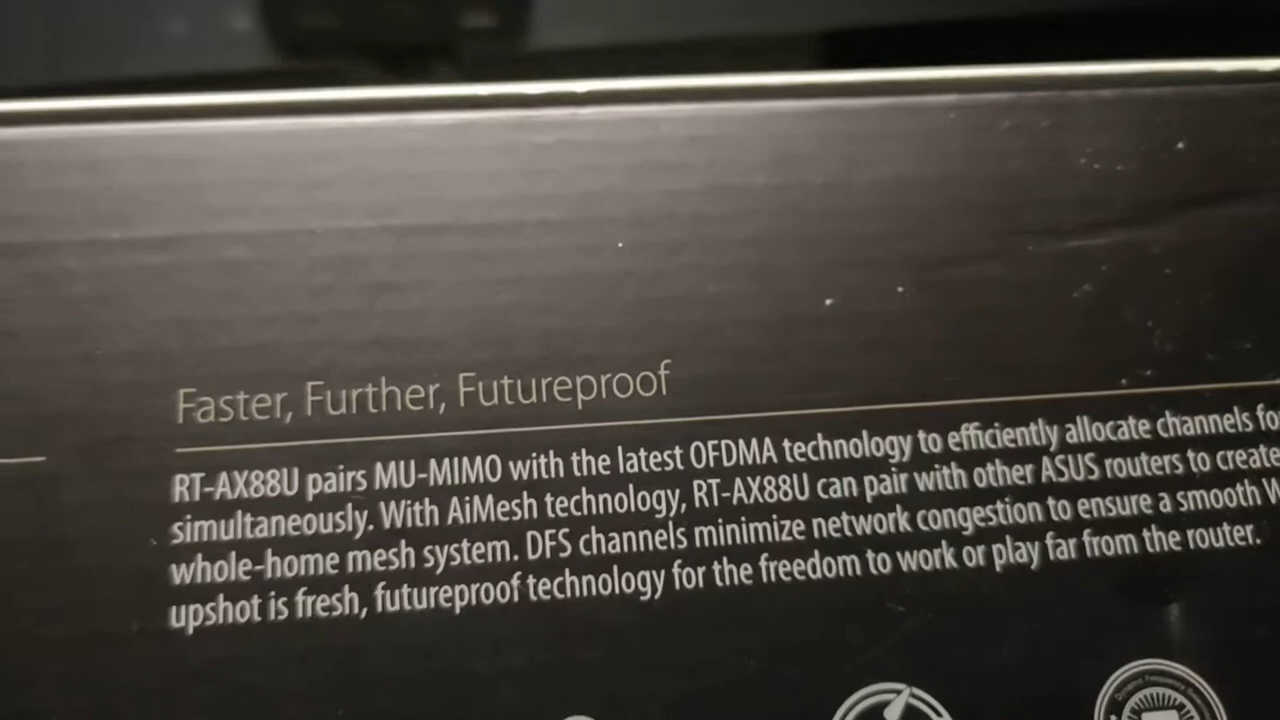 Faster, Further, Futureproof
RT-AX88U pairs MU-MIMO with the latest OFDMA technology to efficiently allocate channels fo
simultaneously. With AiMesh technology, RT-AX88U can pair with other ASUS routers to create
whole-home mesh system. DFS channels minimize network congestion to ensure a smooth W
upshot is fresh, futureproof technology for the freedom to work or play far from the router.
Dynamic Frequency